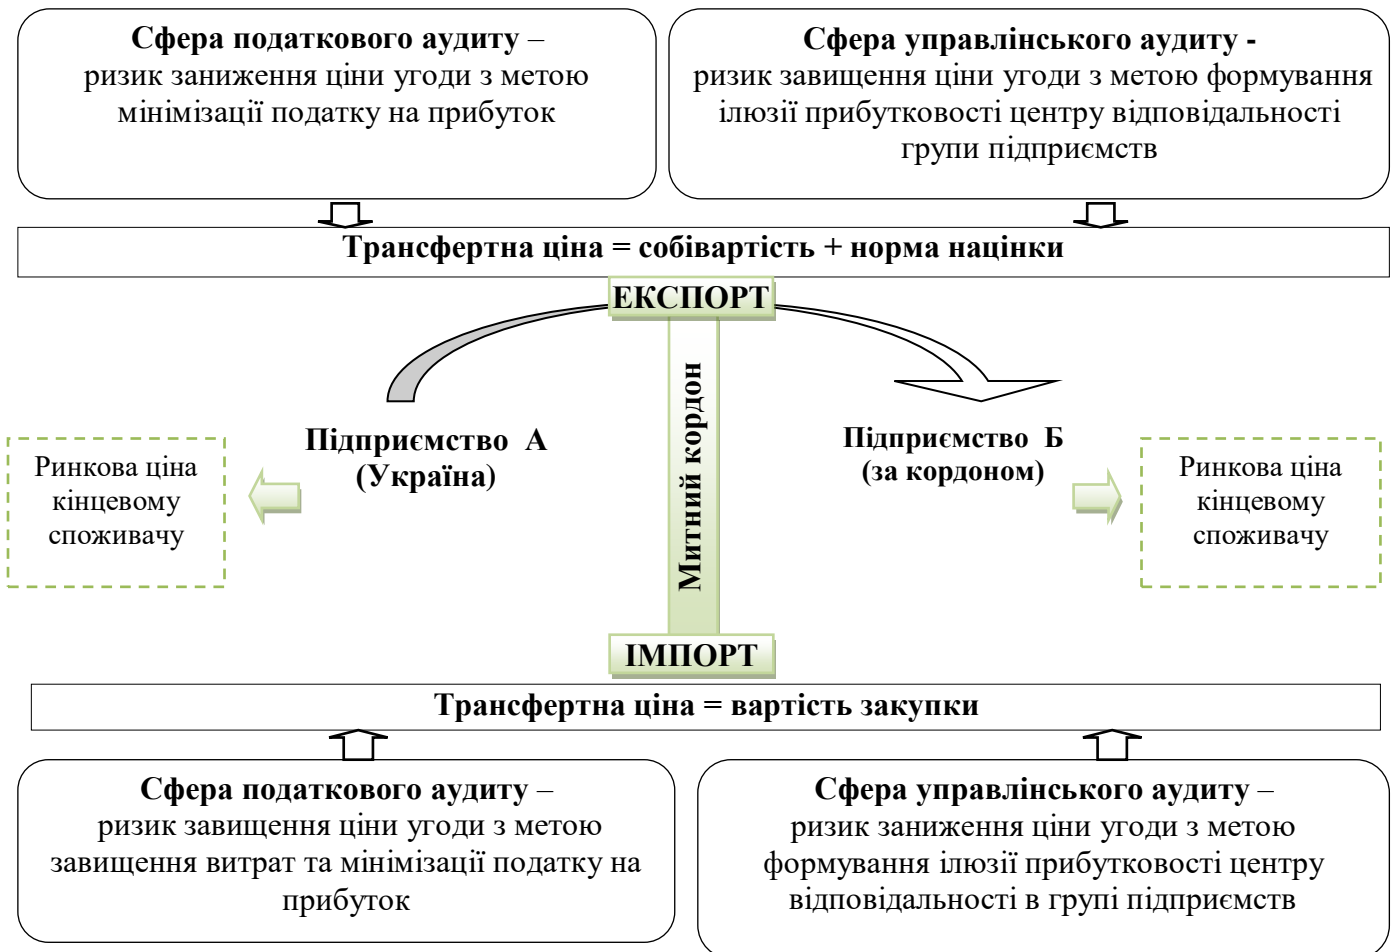 Сфера податкового аудиту –
ризик заниження ціни угоди з метою
мінімізації податку на прибуток
Сфера управлінського аудиту -
ризик завищення ціни угоди з метою формування
ілюзії прибутковості центру відповідальності
групи підприємств
Трансфертна ціна = собівартість + норма націнки
ЕКСПОРТ
Митний кордон
Підприємство А
(Україна)
Підприємство Б
(за кордоном)
Ринкова ціна
кінцевому
споживачу
Ринкова ціна
кінцевому
споживачу
ІМПОРТ
Трансфертна ціна = вартість закупки
Сфера податкового аудиту –
ризик завищення ціни угоди з метою
завищення витрат та мінімізації податку на
прибуток
Сфера управлінського аудиту –
ризик заниження ціни угоди з метою
формування ілюзії прибутковості центру
відповідальності в групі підприємств